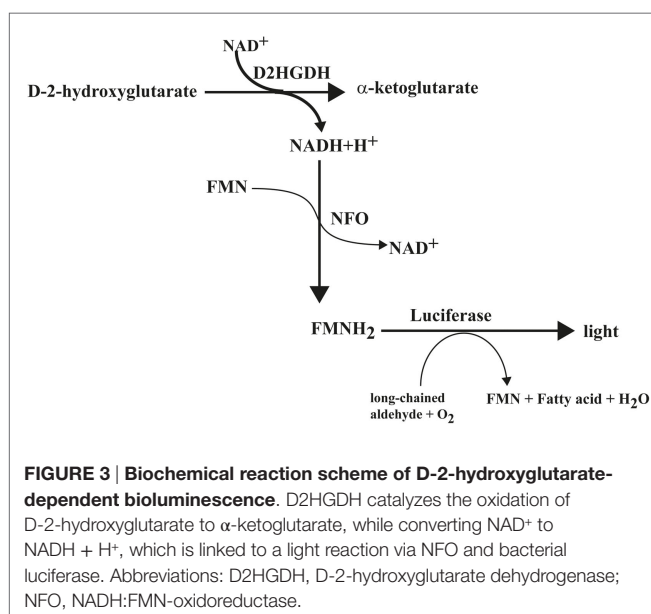 NAD⁺
D2HGDH
D-2-hydroxyglutarate
α-ketoglutarate
NADH+H⁺
FMN
NFO
NAD⁺
Luciferase
FMNH₂
light
long-chained
aldehyde + O₂
FMN + Fatty acid + H₂O
FIGURE 3 | Biochemical reaction scheme of D-2-hydroxyglutarate-
dependent bioluminescence. D2HGDH catalyzes the oxidation of
D-2-hydroxyglutarate to α-ketoglutarate, while converting NAD⁺ to
NADH + H⁺, which is linked to a light reaction via NFO and bacterial
luciferase. Abbreviations: D2HGDH, D-2-hydroxyglutarate dehydrogenase;
NFO, NADH:FMN-oxidoreductase.